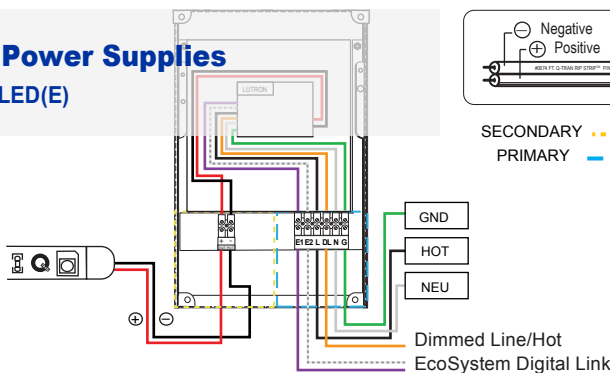 Power Supplies
LED(E)
LUTRON
Negative
Positive
SECONDARY
PRIMARY
E1 E2 L DL N G
GND
HOT
NEU
Q
Dimmed Line/Hot
EcoSystem Digital Link